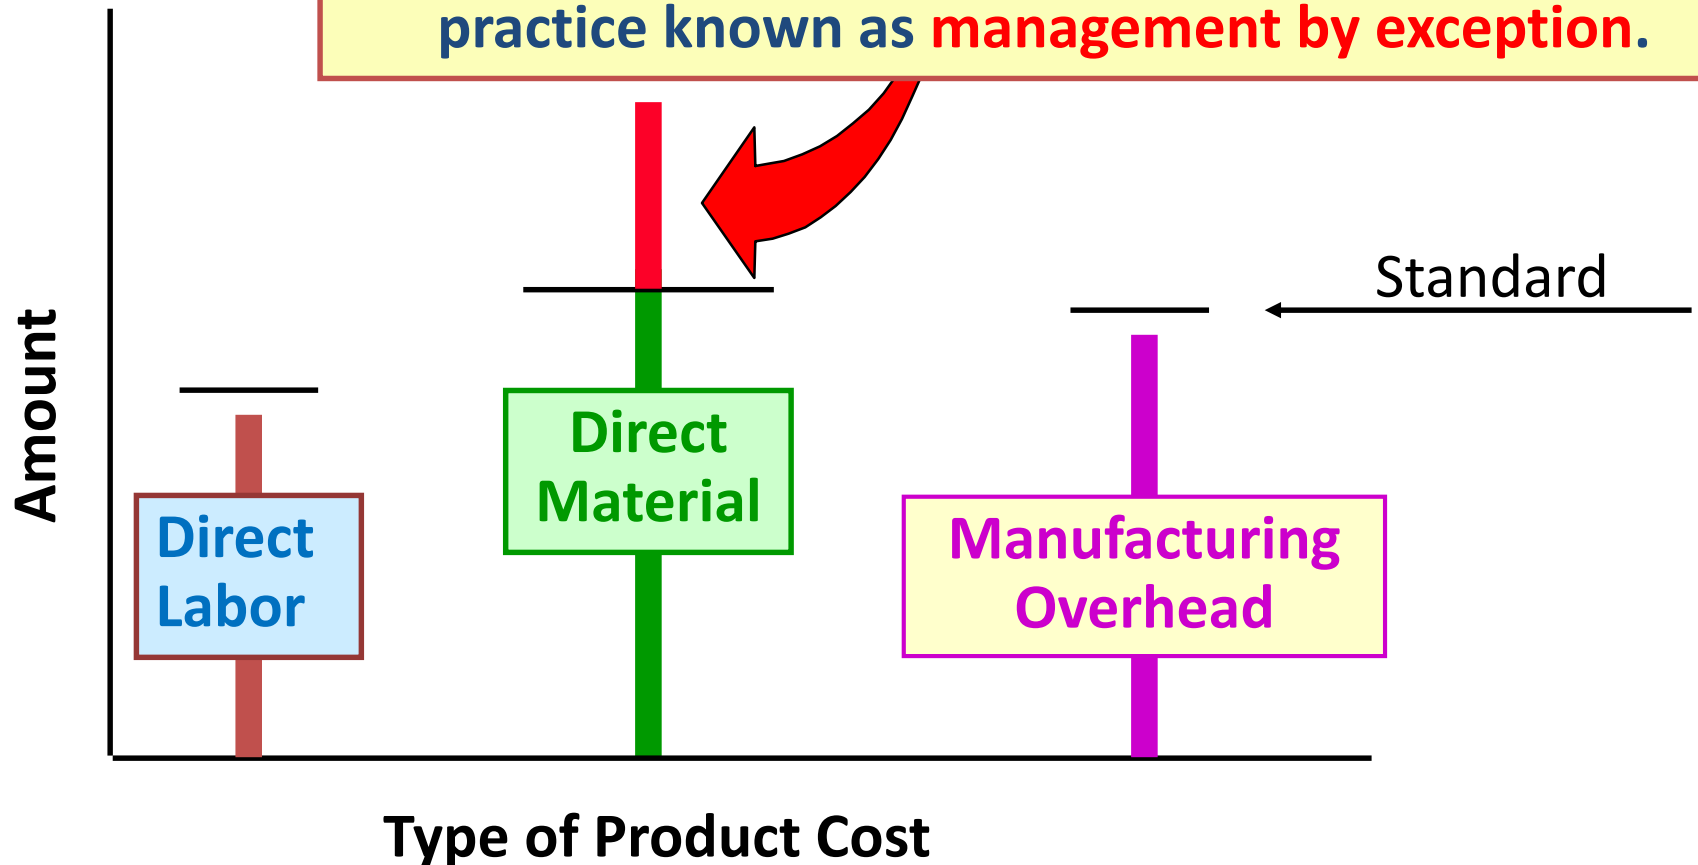 practice known as management by exception.
Standard
Amount
Direct
Material
Direct
Labor
Manufacturing
Overhead
Type of Product Cost